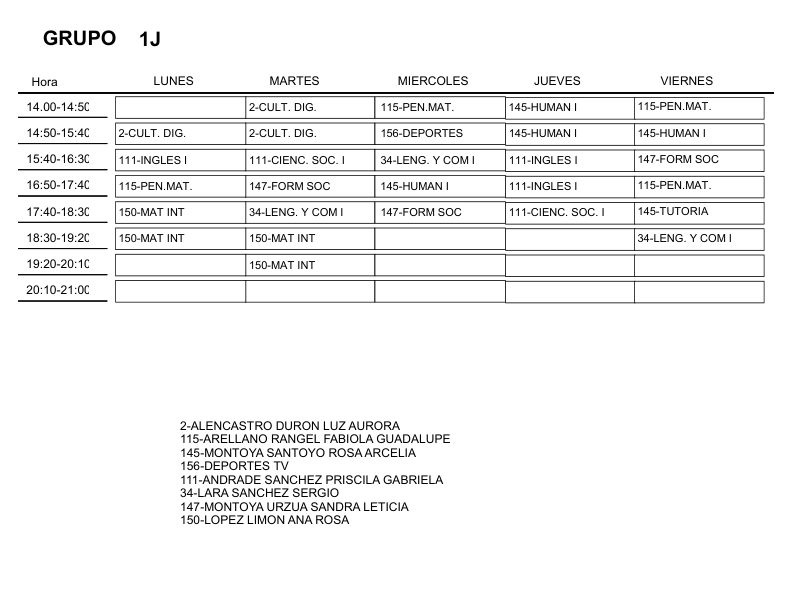 GRUPO 1J
Hora LUNES MARTES MIERCOLES JUEVES VIERNES
14.00-14:50 2-CULT. DIG. 115-PEN.MAT. 145-HUMAN I 115-PEN.MAT.
14:50-15:40 2-CULT. DIG. 2-CULT. DIG. 156-DEPORTES 145-HUMAN I 145-HUMAN I
15:40-16:30 111-INGLES I 111-CIENC. SOC. I 34-LENG. Y COM I 111-INGLES I 147-FORM SOC
16:50-17:40 115-PEN.MAT. 147-FORM SOC 145-HUMAN I 111-INGLES I 115-PEN.MAT.
17:40-18:30 150-MAT INT 34-LENG. Y COM I 147-FORM SOC 111-CIENC. SOC. I 145-TUTORIA
18:30-19:20 150-MAT INT 150-MAT INT 34-LENG. Y COM I
19:20-20:10 150-MAT INT
20:10-21:00
2-ALENCASTRO DURON LUZ AURORA
115-ARELLANO RANGEL FABIOLA GUADALUPE
145-MONTOYA SANTOYO ROSA ARCELIA
156-DEPORTES TV
111-ANDRADE SANCHEZ PRISCILA GABRIELA
34-LARA SANCHEZ SERGIO
147-MONTOYA URZUA SANDRA LETICIA
150-LOPEZ LIMON ANA ROSA